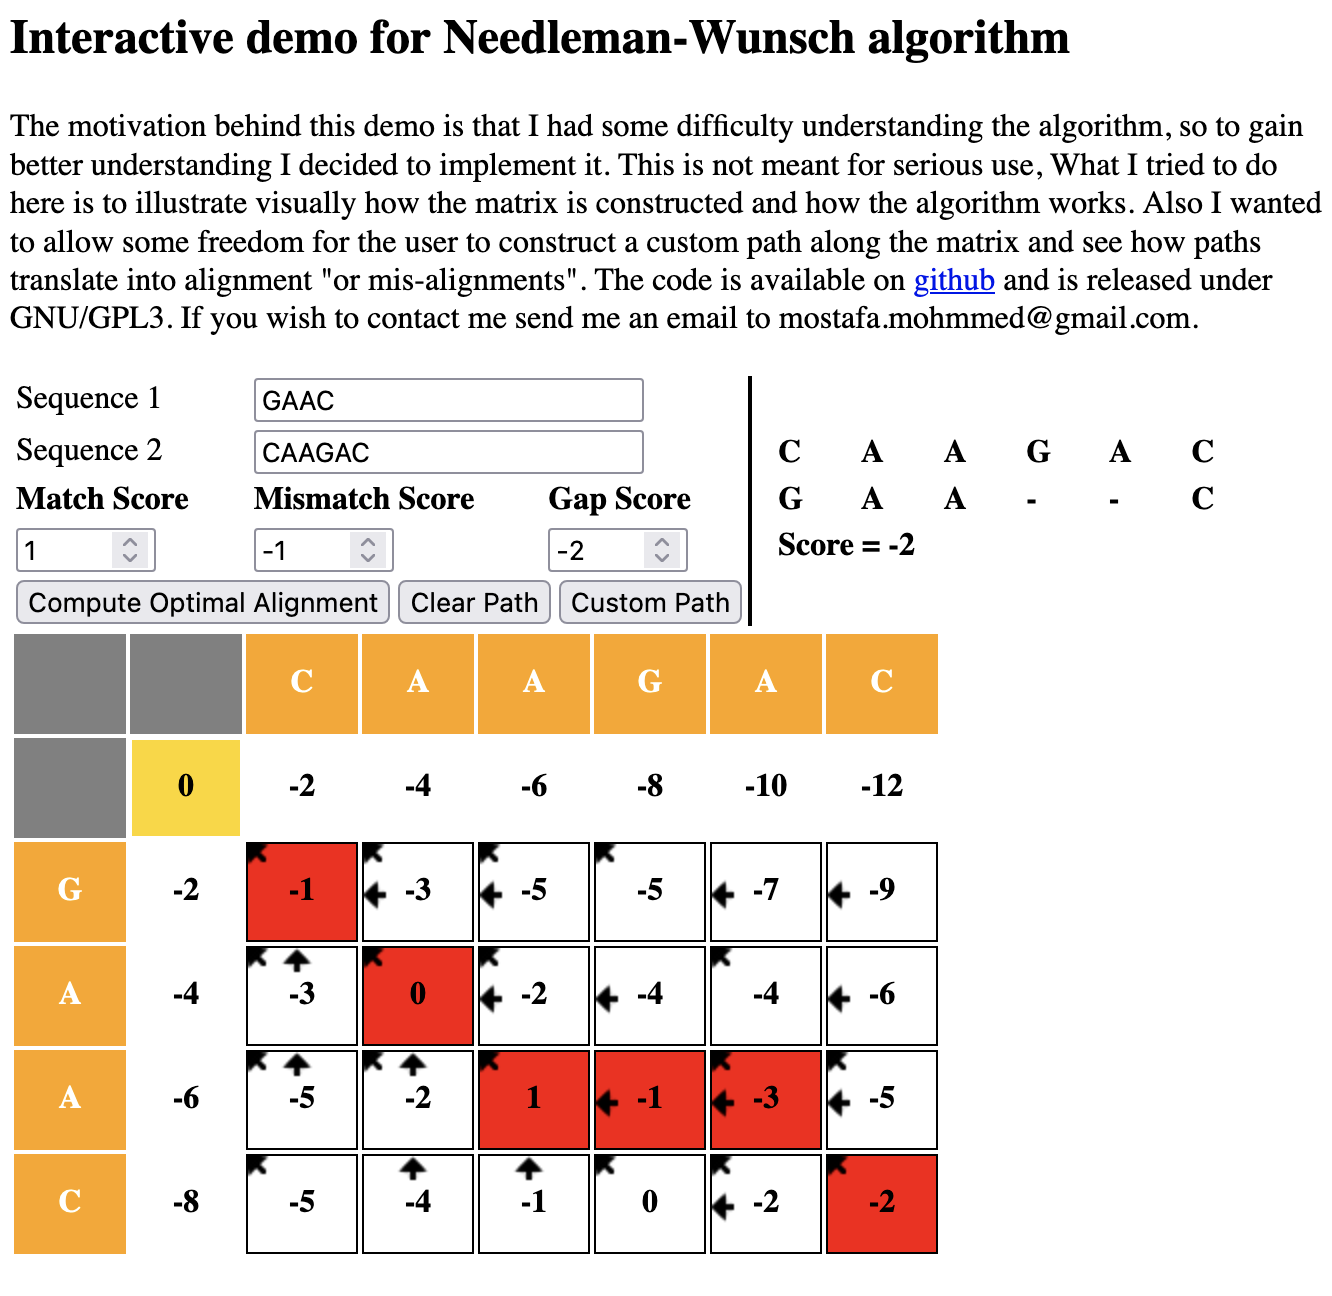 Interactive demo for Needleman-Wunsch algorithm
The motivation behind this demo is that I had some difficulty understanding the algorithm, so to gain
better understanding I decided to implement it. This is not meant for serious use, What I tried to do
here is to illustrate visually how the matrix is constructed and how the algorithm works. Also I wanted
to allow some freedom for the user to construct a custom path along the matrix and see how paths
translate into alignment "or mis-alignments". The code is available on github and is released under
GNU/GPL3. If you wish to contact me send me an email to mostafa.mohmmed@gmail.com.
Sequence 1 GAAC
Sequence 2 CAAGAC
Match Score Mismatch Score Gap Score
1 -1 -2
Compute Optimal Alignment Clear Path Custom Path
C A A G A C
G A A - - C
Score = -2
C A A G A C
0 -2 -4 -6 -8 -10 -12
G -2 -1 -3 -5 -5 -7 -9
A -4 -3 0 -2 -4 -4 -6
A -6 -5 -2 1 -1 -3 -5
C -8 -5 -4 -1 0 -2 -2